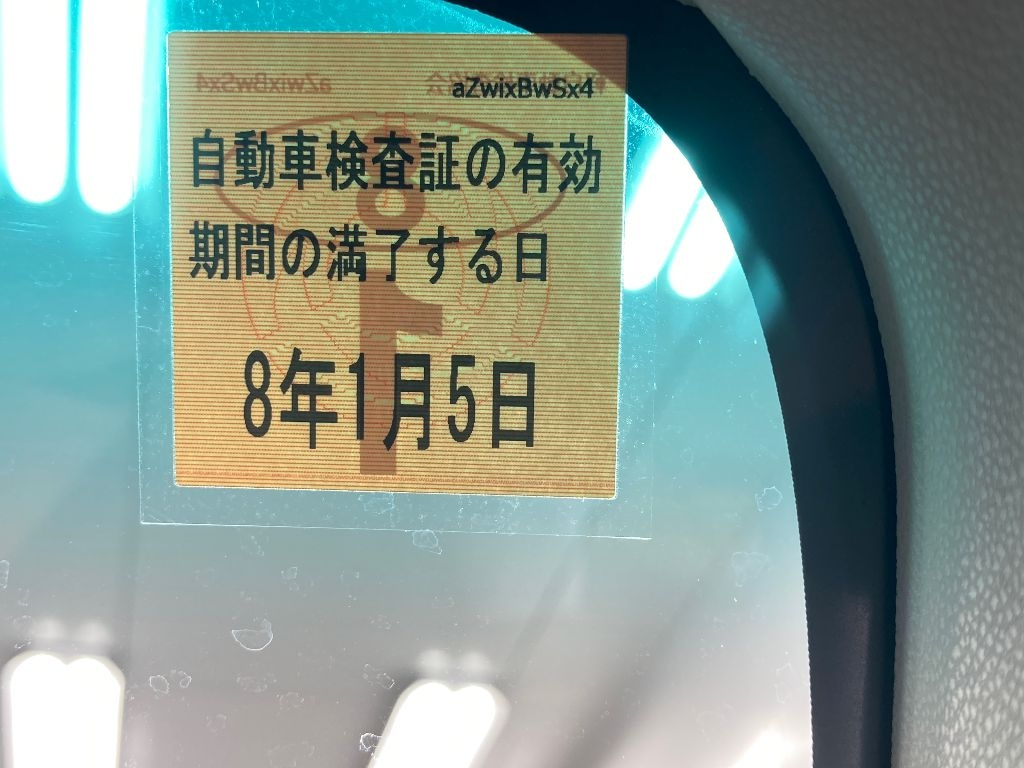 aZwixBwSx4
自動車検査証の有効
期間の満了する日
8年1月5日